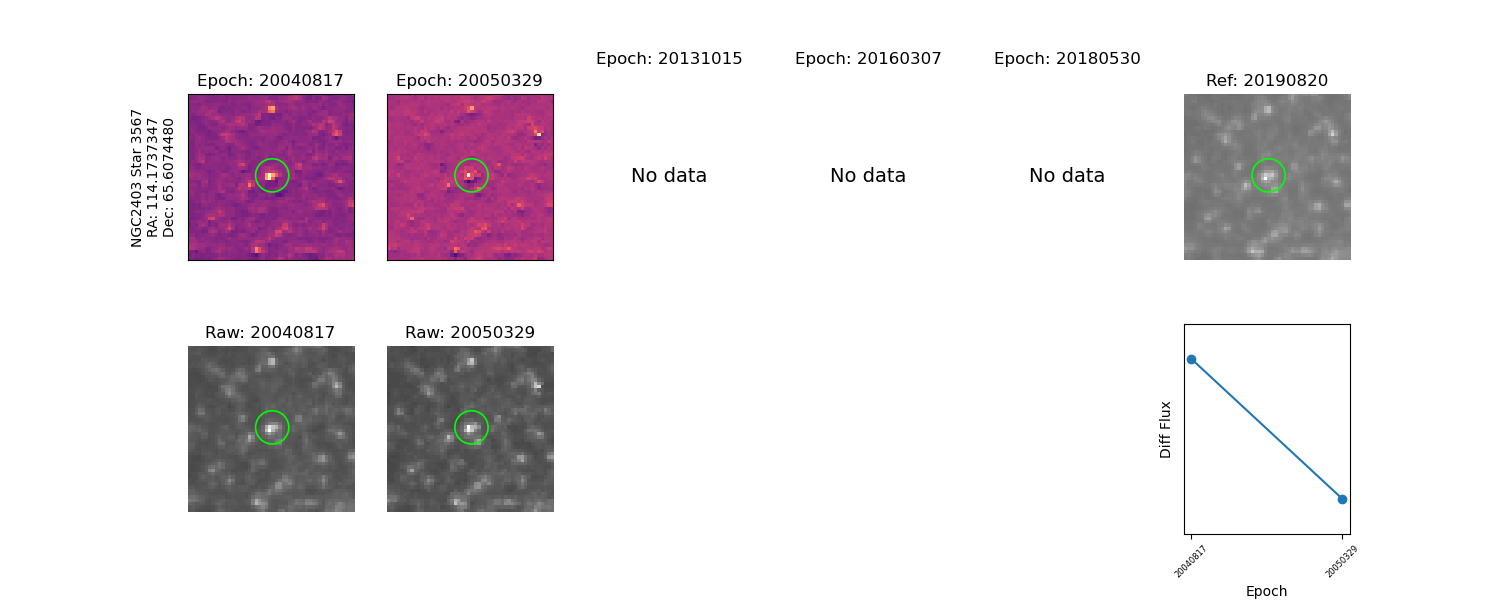 Epoch: 20040817
Epoch: 20050329
Epoch: 20131015
Epoch: 20160307
Epoch: 20180530
Ref: 20190820
NGC2403 Star 3567
RA: 114.1737347
Dec: 65.6074480
No data
No data
No data
Raw: 20040817
Raw: 20050329
Diff Flux
20040817
20050329
Epoch